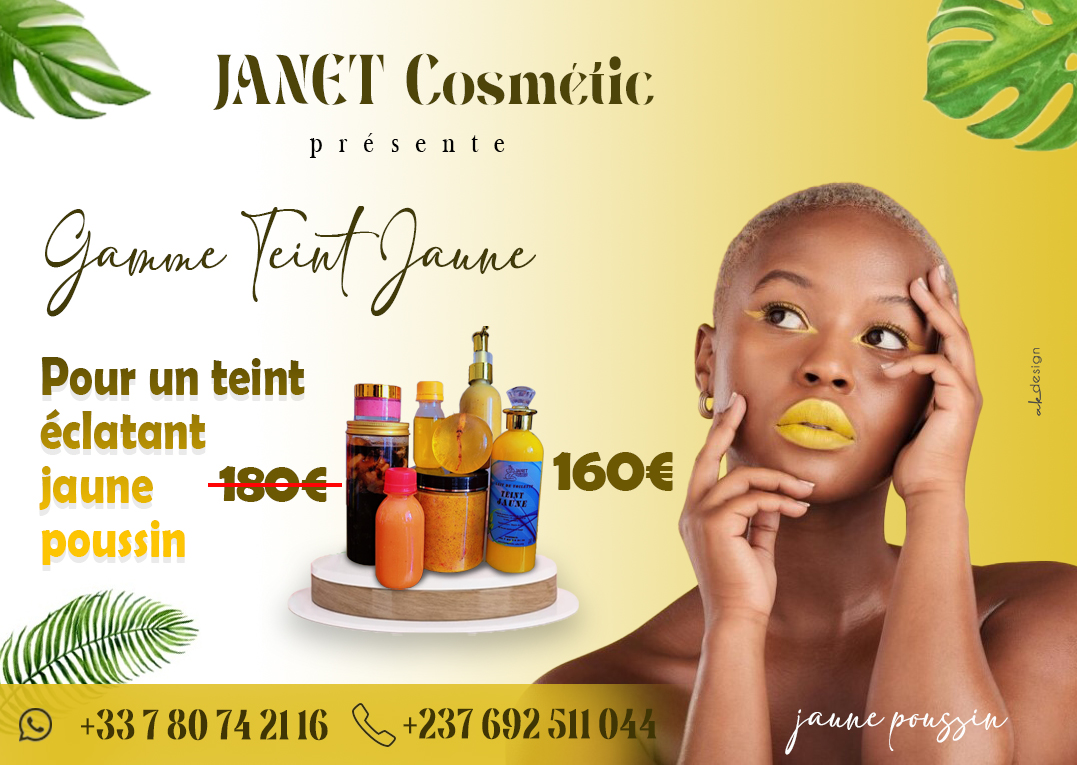 JANET Cosmétic
présente
Gamme Teint Jaune
Pour un teint
éclatant
jaune
poussin
180€
160€
JANET
TEINT
JAUNE
akdesign
+33 7 80 74 21 16
+237 692 511 044
jaune poussin